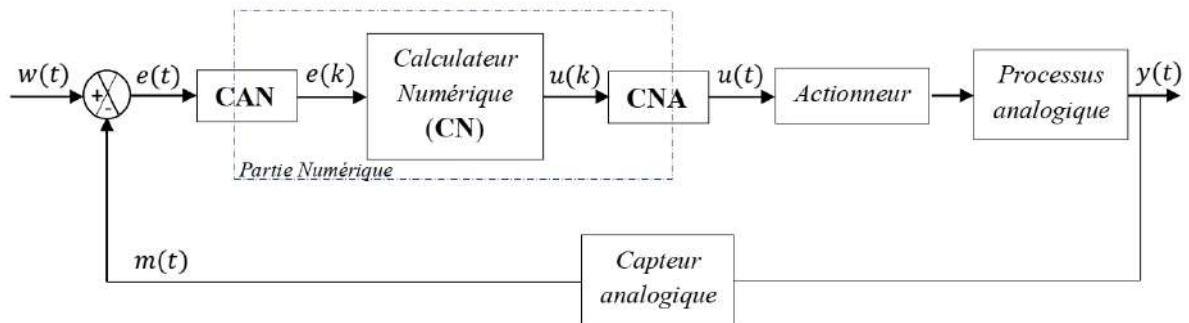 w(t)
+
-
e(t)
CAN
e(k)
Calculateur
Numérique
(CN)
u(k)
CNA
u(t)
Actionneur
Processus
analogique
y(t)
Partie Numérique
m(t)
Capteur
analogique